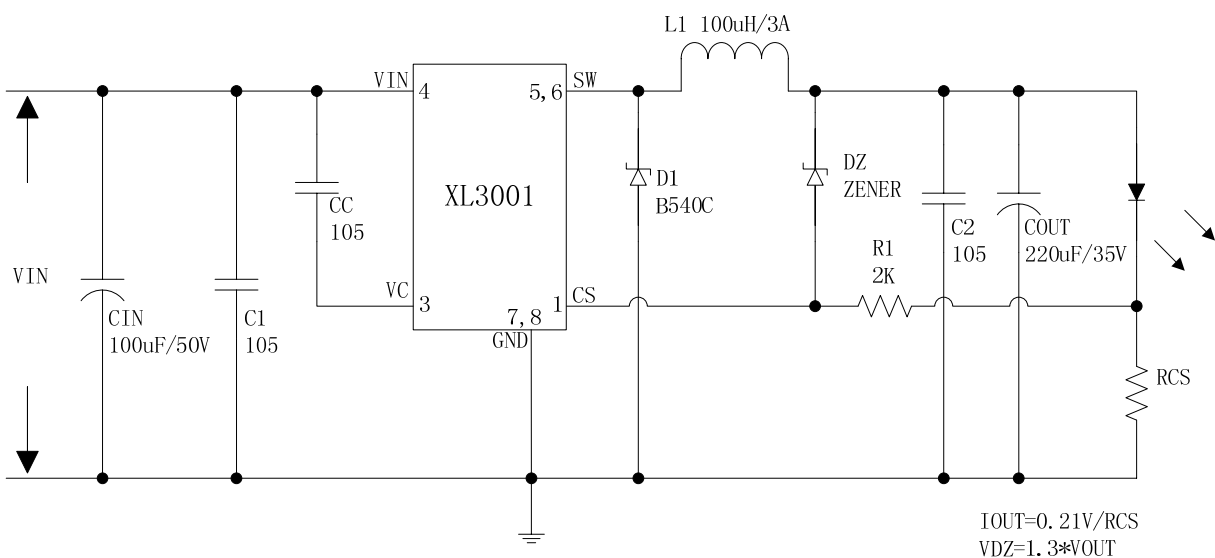 L1 100uH/3A
VIN
4
5,6
SW
XL3001
CC
105
D1
B540C
DZ
ZENER
C2
105
COUT
220uF/35V
R1
2K
VIN
VC
3
1
CS
7,8
GND
CIN
100uF/50V
C1
105
RCS
IOUT=0.21V/RCS
VDZ=1.3*VOUT